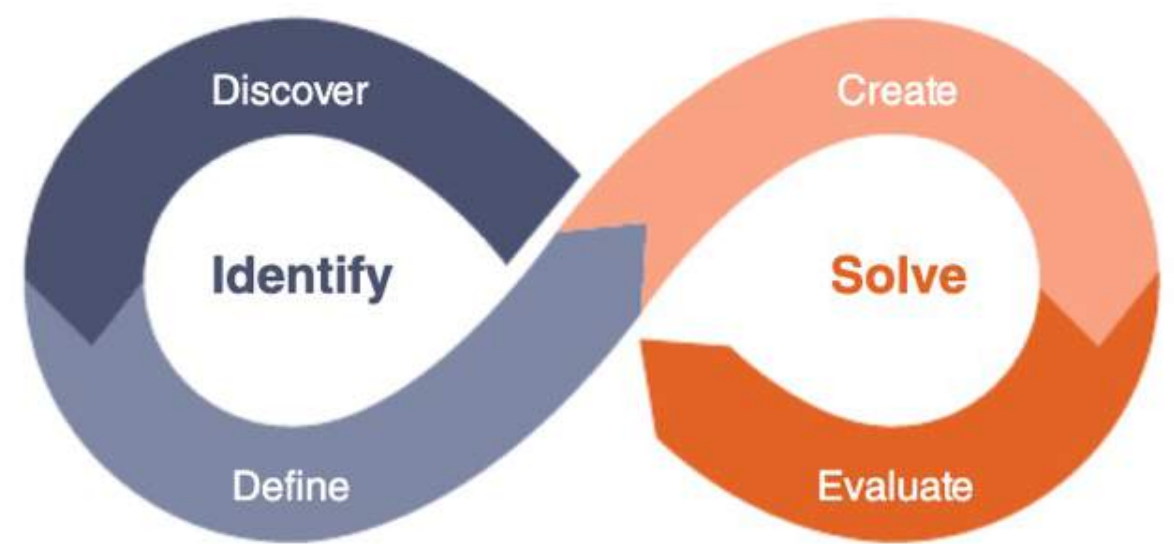 Discover
Create
Identify
Solve
Define
Evaluate